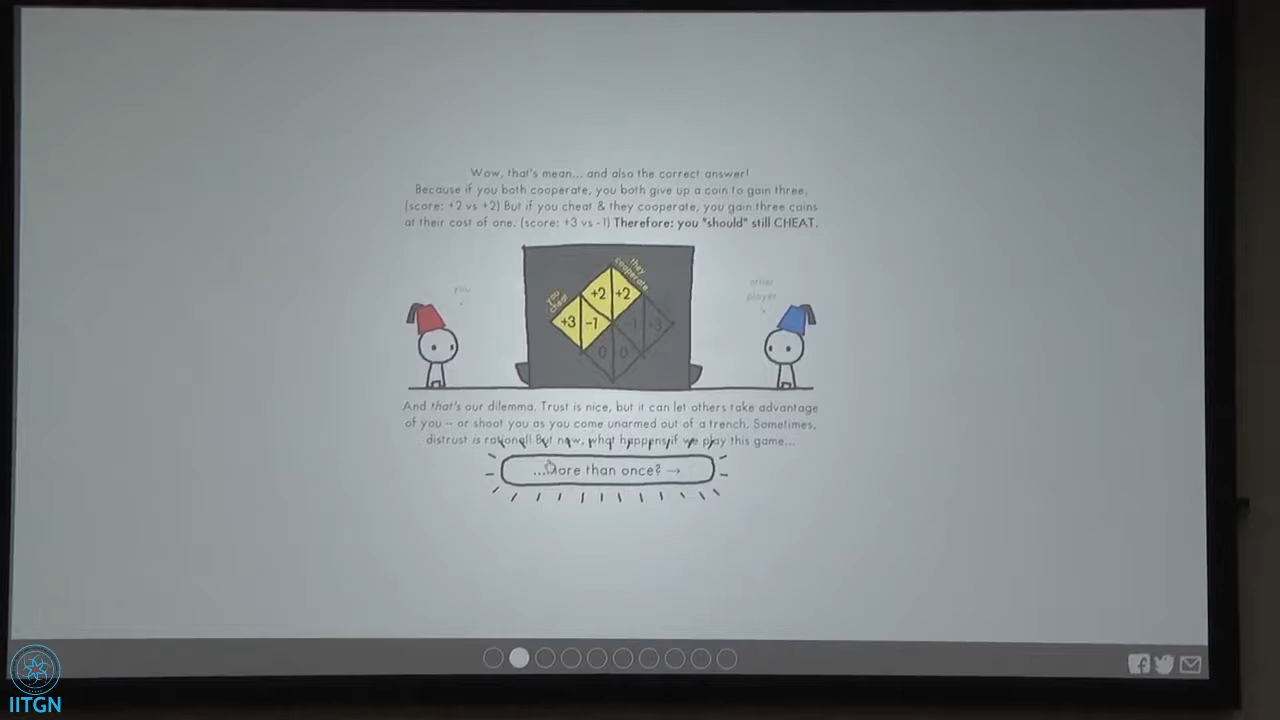 Wow, that's mean... and also the correct answer!
Because if you both cooperate, you both give up a coin to gain three.
(score: +2 vs +2) But if you cheat & they cooperate, you gain three coins
at their cost of one. (score: +3 vs -1) Therefore: you "should" still CHEAT.
you
other
player
you
cheat
they
cooperate
+2 +2
+3 -1 -1 +3
0 0
And that's our dilemma. Trust is nice, but it can let others take advantage
of you – or shoot you as you come unarmed out of a trench. Sometimes,
distrust is rational! But now, what happens if we play this game...
...more than once? →
IITGN